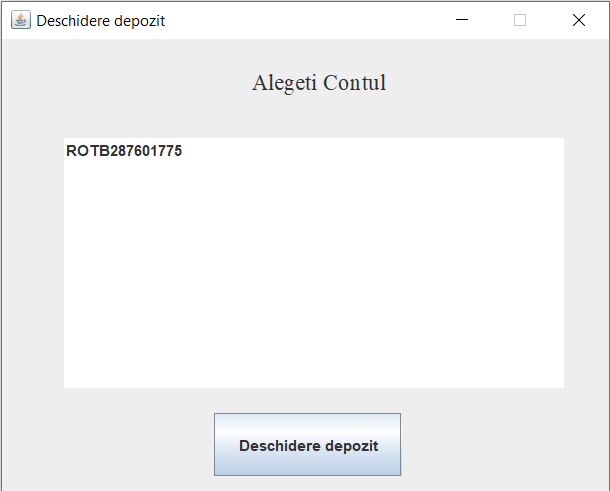 Deschidere depozit
Alegeti Contul
ROTB287601775
Deschidere depozit